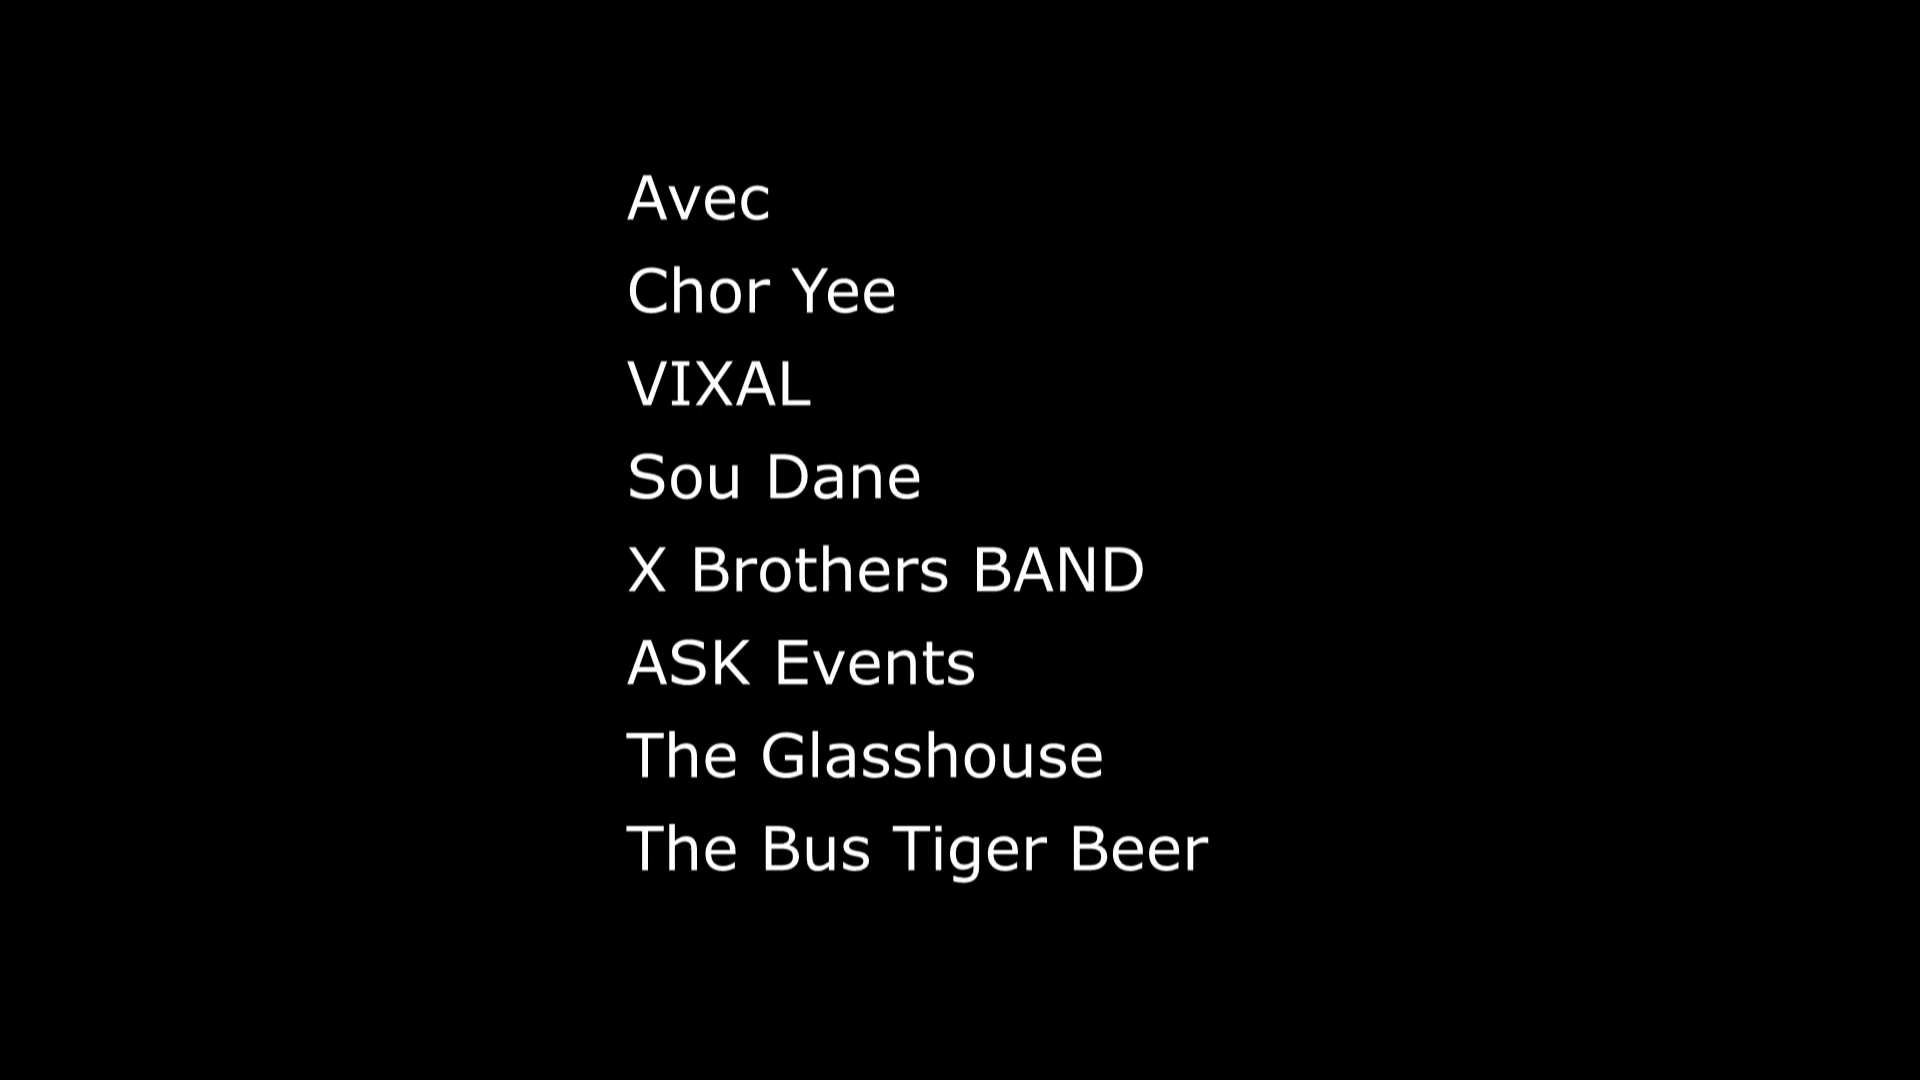 Avec
Chor Yee
VIXAL
Sou Dane
X Brothers BAND
ASK Events
The Glasshouse
The Bus Tiger Beer